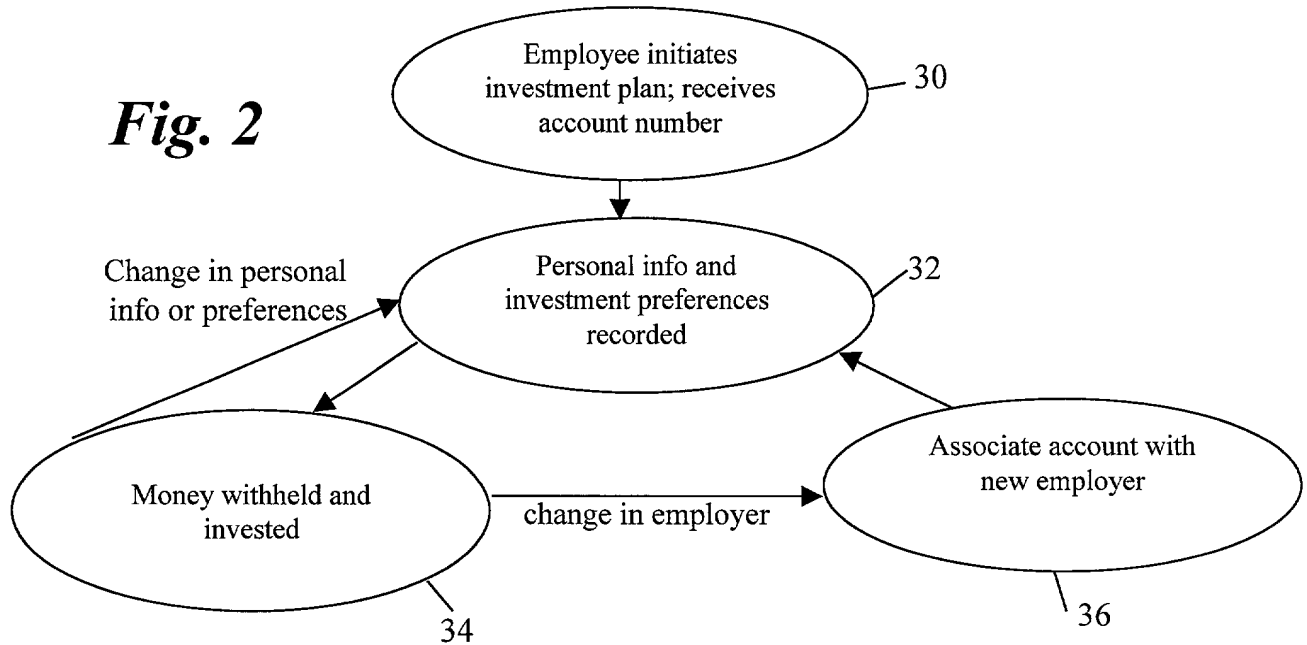 Employee initiates
investment plan; receives
account number
30
Fig. 2
Change in personal
info or preferences
Personal info and
investment preferences
recorded
32
Money withheld and
invested
34
change in employer
Associate account with
new employer
36